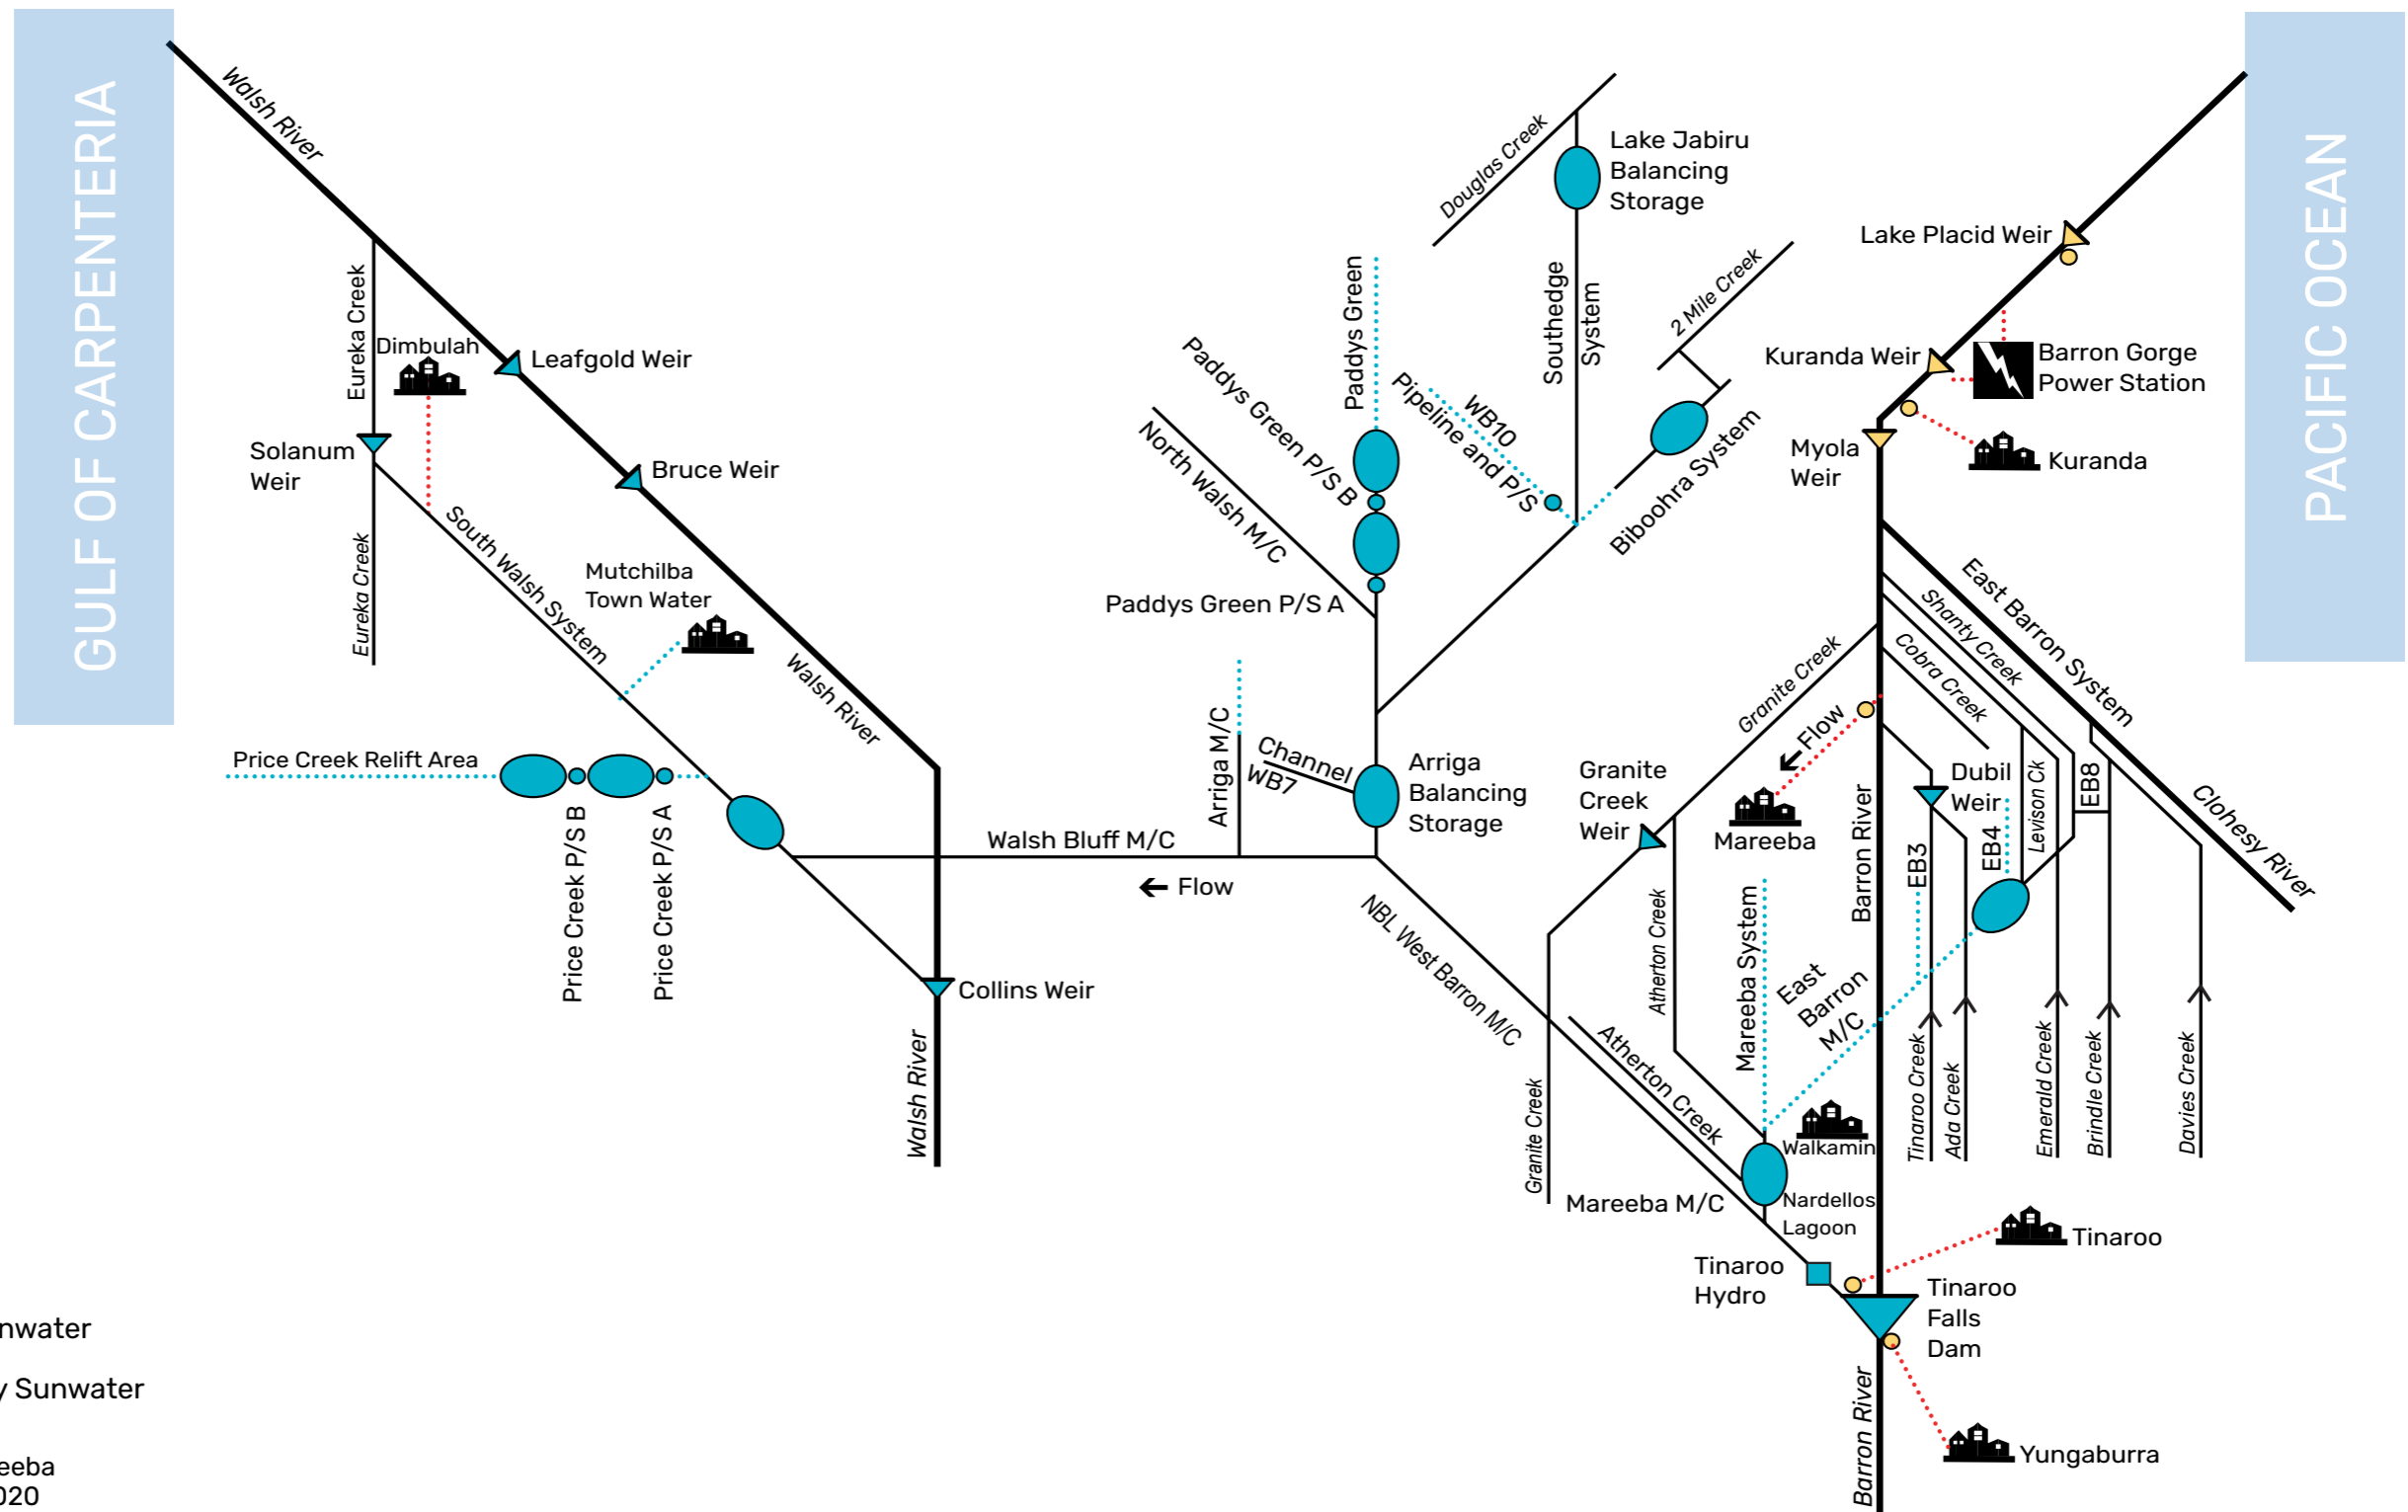 GULF OF CARPENTERIA
Walsh River
Eureka Creek
Dimbulah
Leafgold Weir
Solanum
Weir
Bruce Weir
Eureka Creek
South Walsh System
Mutchilba
Town Water
Walsh River
Price Creek Relift Area
Price Creek P/S B
Price Creek P/S A
Collins Weir
Walsh River
Walsh Bluff M/C
Flow
Arriga M/C
Channel
WB7
Arriga
Balancing
Storage
Paddys Green P/S A
North Walsh M/C
Paddys Green P/S B
Paddys Green
WB10
Pipeline and P/S
Southedge
System
Douglas Creek
Lake Jabiru
Balancing
Storage
2 Mile Creek
Biboohra System
NBL West Barron M/C
Granite Creek
Atherton Creek
Mareeba M/C
Granite Creek
Granite
Creek
Weir
Atherton Creek
Mareeba System
East
Barron
M/C
Flow
Mareeba
Barron River
Walkamin
Nardellos
Lagoon
Tinaroo
Hydro
Tinaroo
Tinaroo
Falls
Dam
Yungaburra
Barron River
Lake Placid Weir
Kuranda Weir
Barron Gorge
Power Station
Myola
Weir
Kuranda
East Barron System
Shanty Creek
Cobra Creek
Dubil
Weir
EB3
EB4
Levison Ck
EB8
Clohesy River
Tinaroo Creek
Ada Creek
Emerald Creek
Brindle Creek
Davies Creek
PACIFIC OCEAN
Sunwater